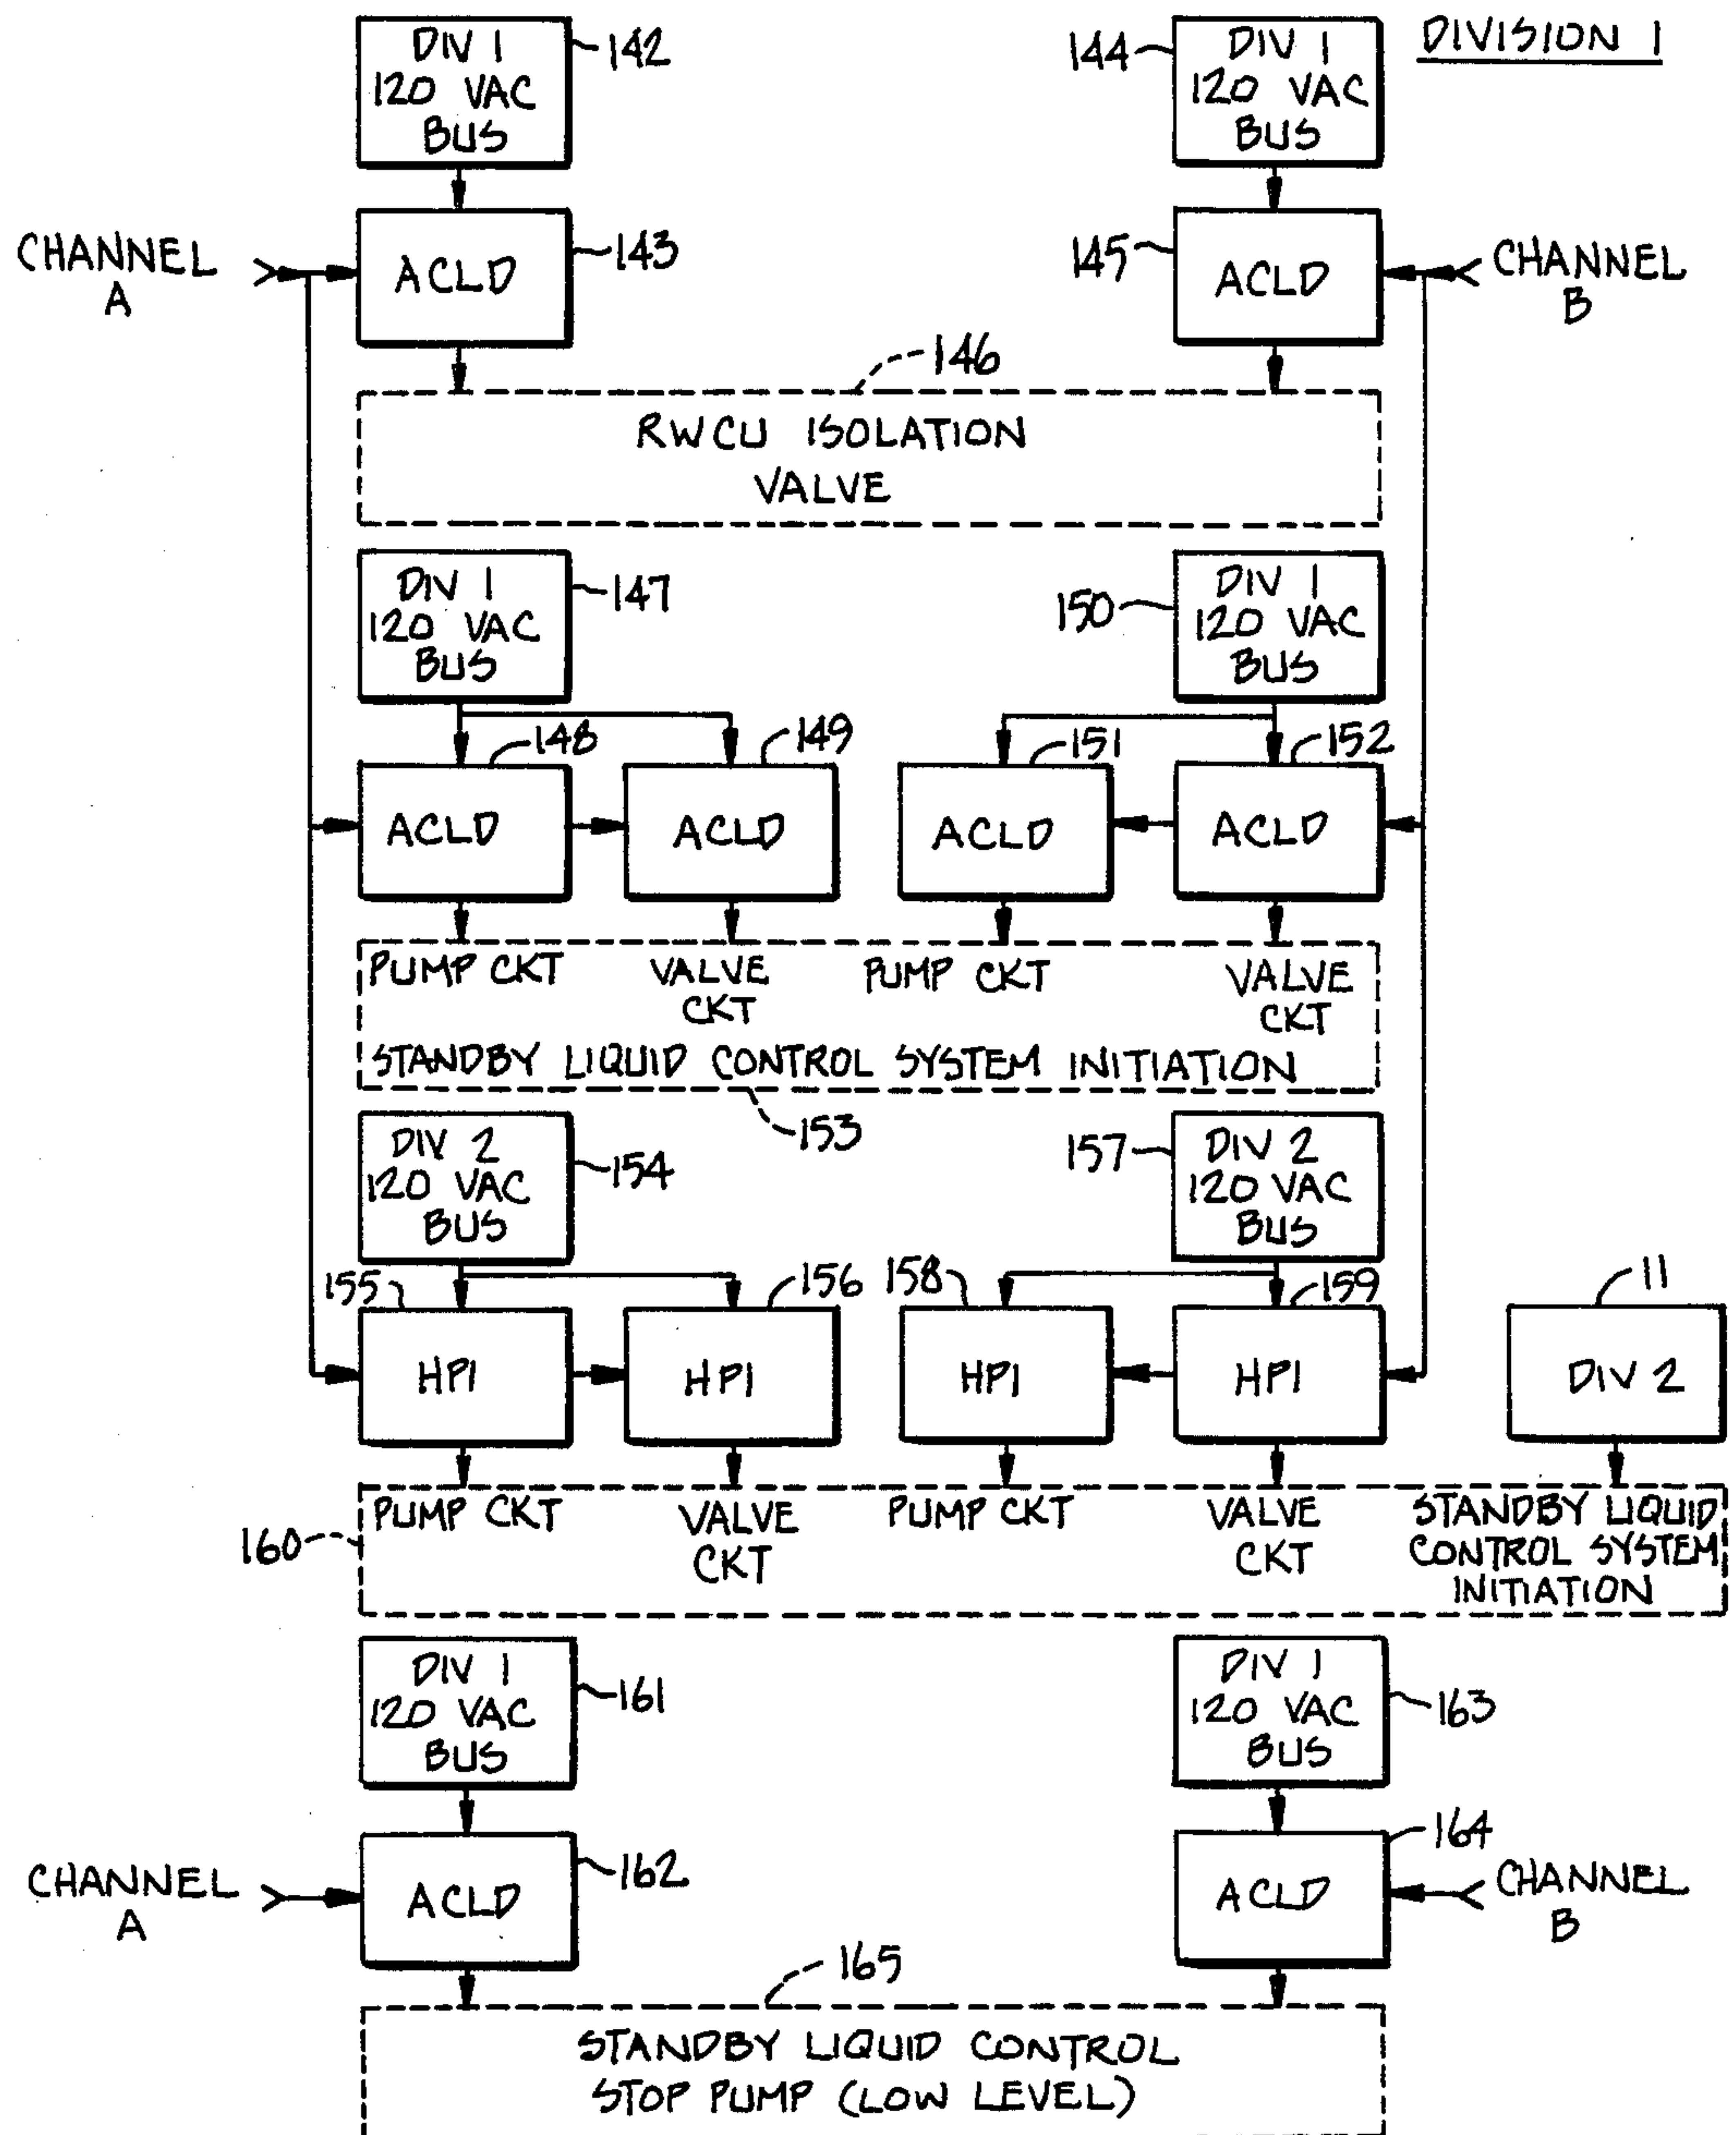 DIVISION 1
DIV 1
120 VAC
BUS
142
144
DIV 1
120 VAC
BUS
CHANNEL
A
ACLD
143
145
ACLD
CHANNEL
B
146
RWCU ISOLATION
VALVE
DIV 1
120 VAC
BUS
147
150
DIV 1
120 VAC
BUS
148
149
151
152
ACLD
ACLD
ACLD
ACLD
PUMP CKT
VALVE
CKT
PUMP CKT
VALVE
CKT
STANDBY LIQUID CONTROL SYSTEM INITIATION
153
DIV 2
120 VAC
BUS
154
157
DIV 2
120 VAC
BUS
155
156
158
159
11
HPI
HPI
HPI
HPI
DIV 2
160
PUMP CKT
VALVE
CKT
PUMP CKT
VALVE
CKT
STANDBY LIQUID
CONTROL SYSTEM
INITIATION
DIV 1
120 VAC
BUS
161
DIV 1
120 VAC
BUS
163
CHANNEL
A
ACLD
162
ACLD
164
CHANNEL
B
165
STANDBY LIQUID CONTROL
STOP PUMP (LOW LEVEL)